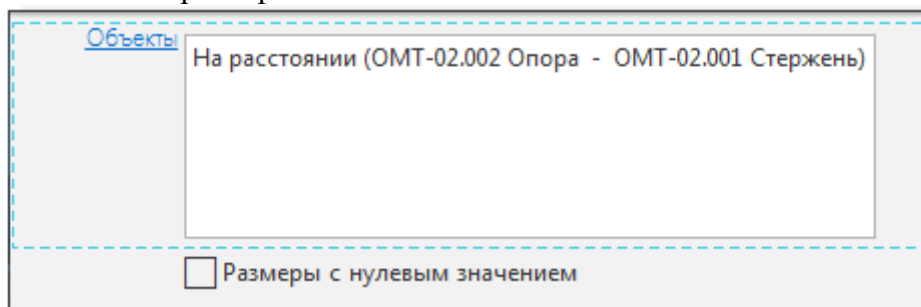 Объекты
На расстоянии (ОМТ-02.002 Опора - ОМТ-02.001 Стержень)
Размеры с нулевым значением